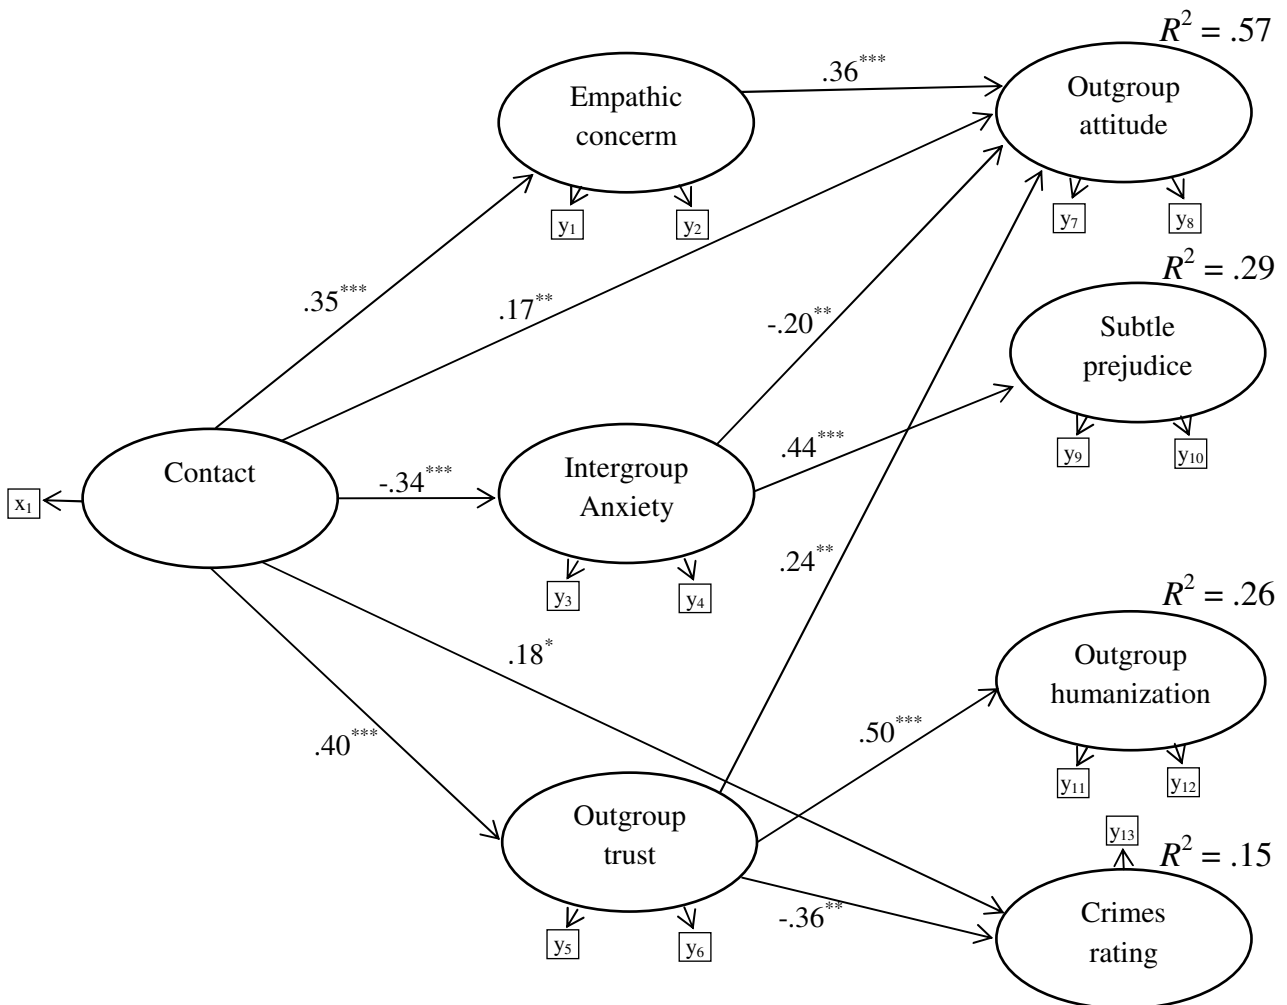 R² = .57
Empathic
concerm
.36***
Outgroup
attitude
y₁
y₂
y₇
y₈
R² = .29
.35***
.17**
-.20**
Subtle
prejudice
.44***
y₉
y₁₀
Contact
x₁
-.34***
Intergroup
Anxiety
.24**
y₃
y₄
R² = .26
.18*
Outgroup
humanization
.40***
.50***
y₁₁
y₁₂
Outgroup
trust
y₁₃
R² = .15
-.36**
Crimes
rating
y₅
y₆